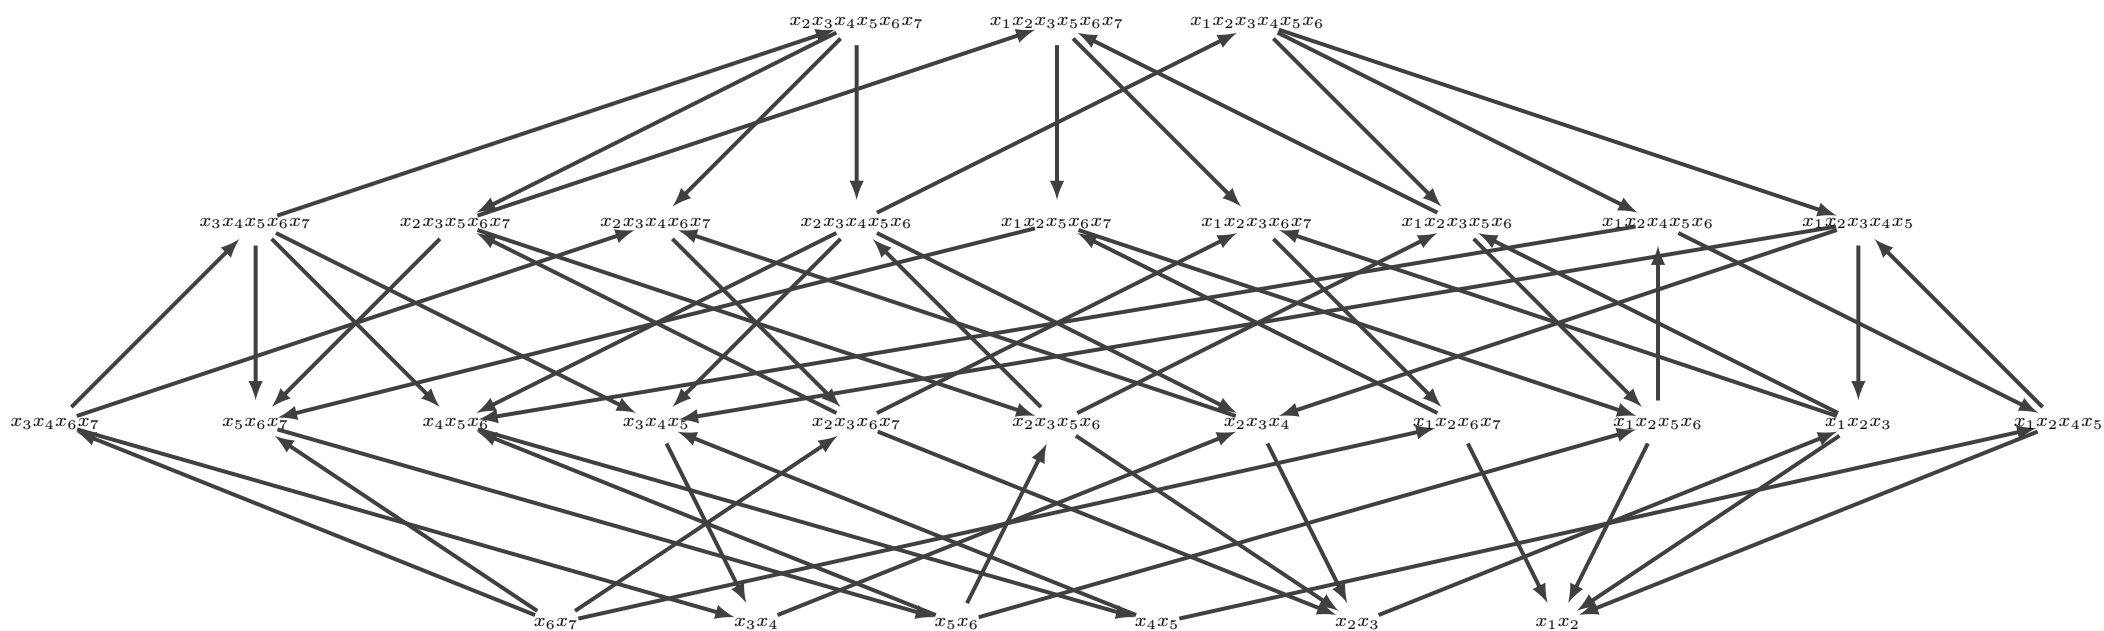 x₂x₃x₄x₅x₆x₇ x₁x₂x₃x₅x₆x₇ x₁x₂x₃x₄x₅x₆
x₃x₄x₅x₆x₇ x₂x₃x₅x₆x₇ x₂x₃x₄x₆x₇ x₂x₃x₄x₅x₆ x₁x₂x₅x₆x₇ x₁x₂x₃x₆x₇ x₁x₂x₃x₅x₆ x₁x₂x₄x₅x₆ x₁x₂x₃x₄x₅
x₃x₄x₆x₇ x₅x₆x₇ x₄x₅x₆ x₃x₄x₅ x₂x₃x₆x₇ x₂x₃x₅x₆ x₂x₃x₄ x₁x₂x₆x₇ x₁x₂x₅x₆ x₁x₂x₃ x₁x₂x₄x₅
x₆x₇ x₃x₄ x₅x₆ x₄x₅ x₂x₃ x₁x₂